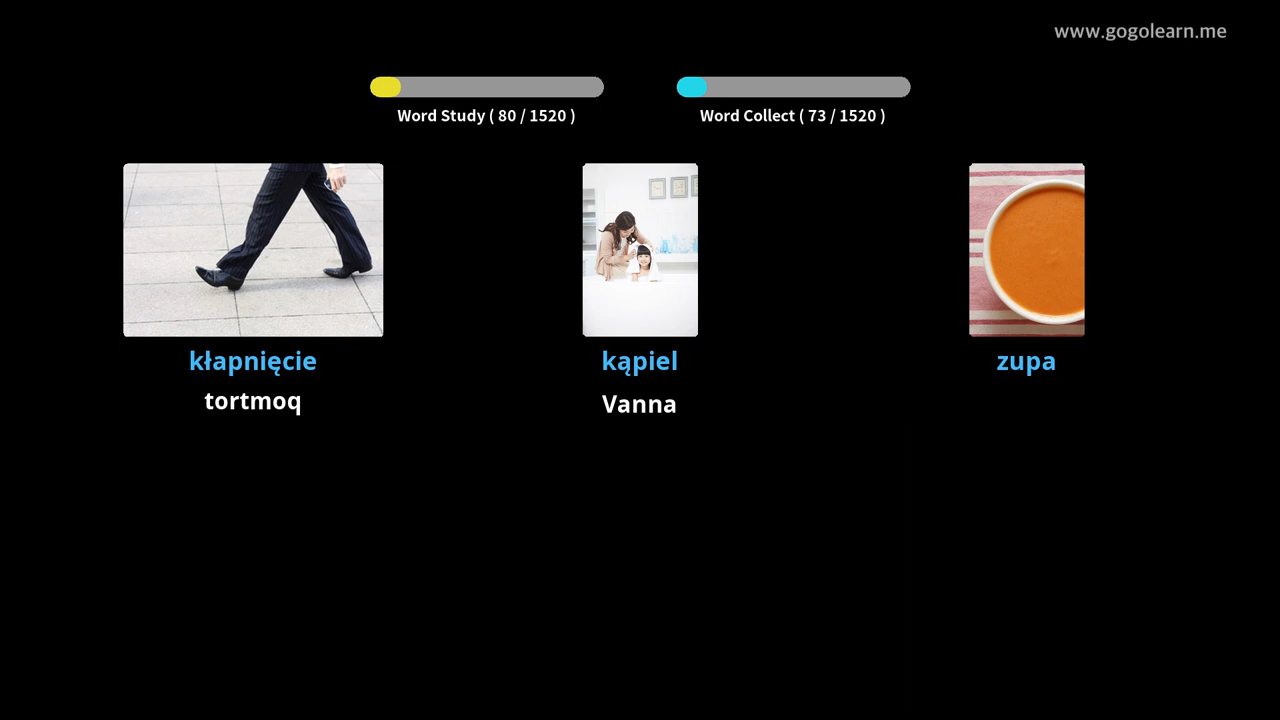 www.gogolearn.me
Word Study ( 80 / 1520 )
Word Collect ( 73 / 1520 )
kłapnięcie
kąpiel
zupa
tortmoq
Vanna